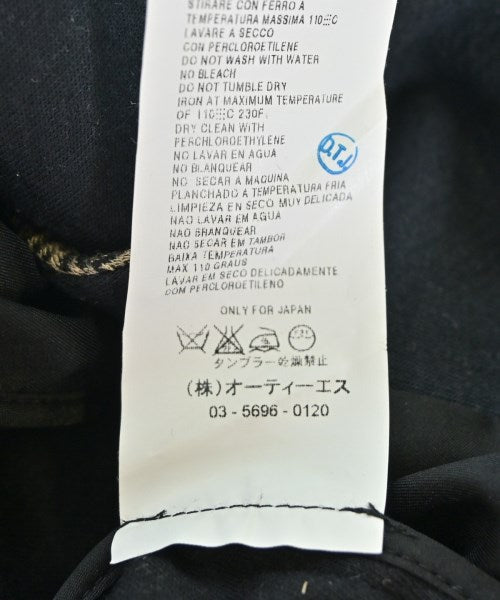 STIRARE CON FERRO A
TEMPERATURA MASSIMA 110°C
LAVARE A SECCO
CON PERCLOROETILENE
DO NOT WASH WITH WATER
NO BLEACH
DO NOT TUMBLE DRY
IRON AT MAXIMUM TEMPERATURE
OF 110°C 230F.
DRY CLEAN WITH
PERCHLOROETHYLENE
NO LAVAR EN AGUA
NO BLANQUEAR
NO SECAR A MAQUINA
PLANCHADO A TEMPERATURA FRIA
LIMPIEZA EN SECO MUY DELICADA
NAO LAVAR EM AGUA
NAO BRANQUEAR
NAO SECAR EM TAMBOR
BAIXA TEMPERATURA
MAX 110 GRAUS
LAVAR EM SECO DELICADAMENTE
COM PERCLOROETILENO
O.T.J.
ONLY FOR JAPAN
タンブラー乾燥禁止
(株)オーティーエス
03 - 5696 - 0120